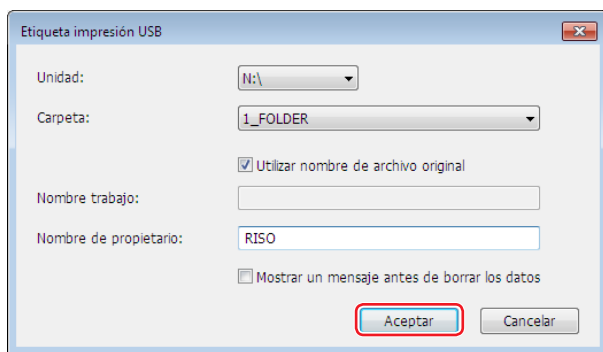 Etiqueta impresión USB
Unidad: N:\
Carpeta: 1_FOLDER
Utilizar nombre de archivo original
Nombre trabajo:
Nombre de propietario: RISO
Mostrar un mensaje antes de borrar los datos
Aceptar Cancelar